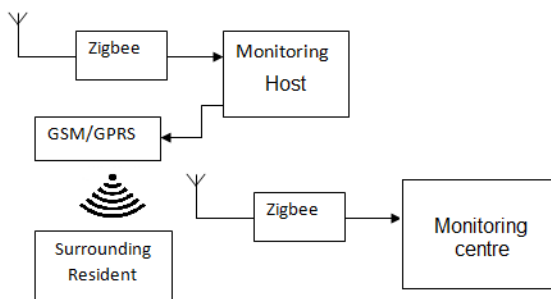 Zigbee
Monitoring
Host
GSM/GPRS
Zigbee
Monitoring
centre
Surrounding
Resident